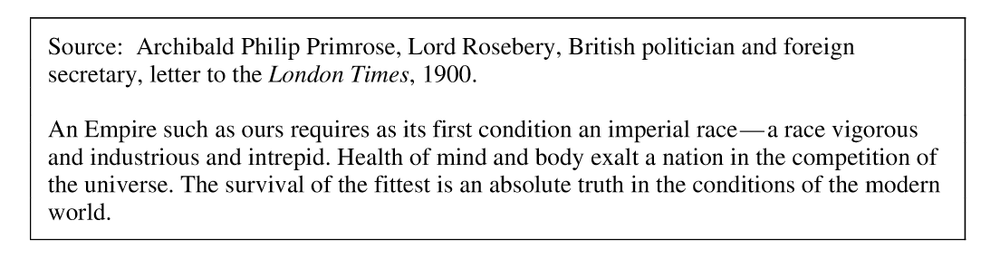 Source: Archibald Philip Primrose, Lord Rosebery, British politician and foreign
secretary, letter to the London Times, 1900.
An Empire such as ours requires as its first condition an imperial race—a race vigorous
and industrious and intrepid. Health of mind and body exalt a nation in the competition of
the universe. The survival of the fittest is an absolute truth in the conditions of the modern
world.